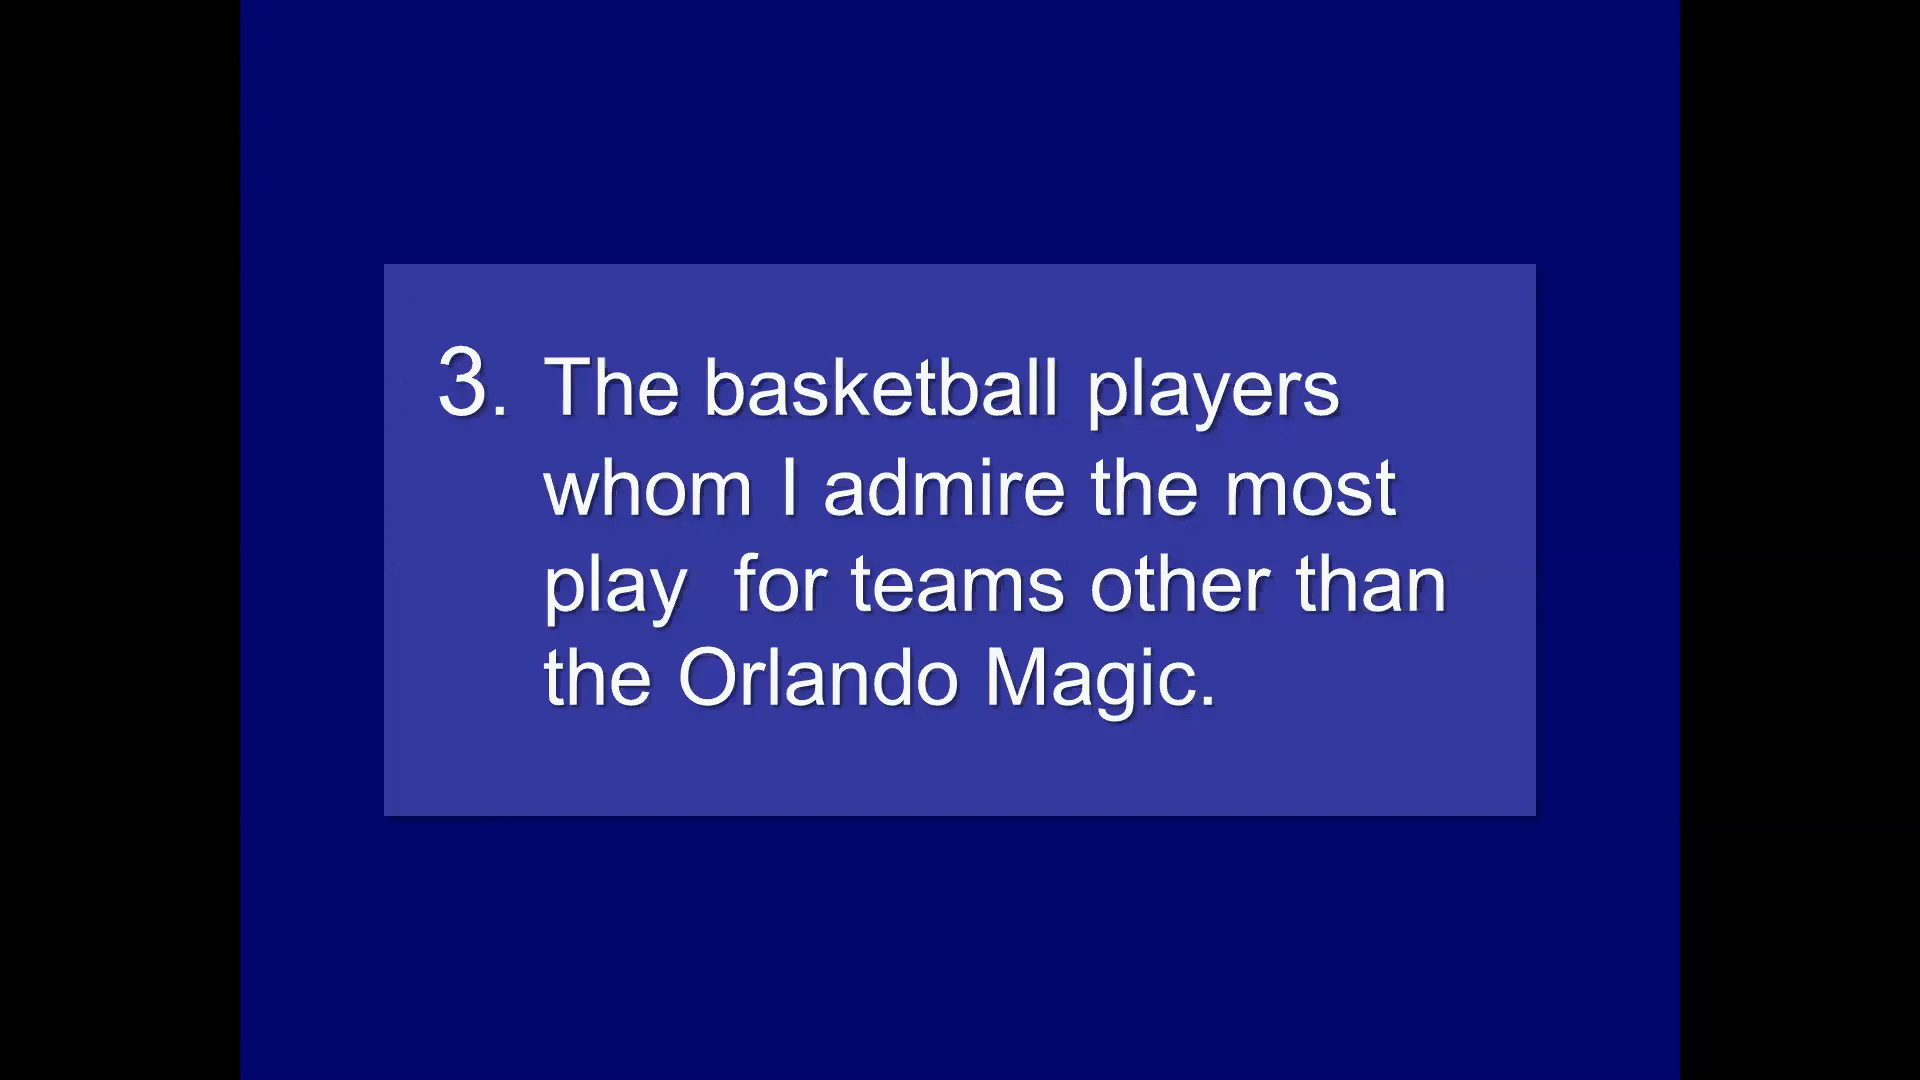 3. The basketball players
whom I admire the most
play  for teams other than
the Orlando Magic.